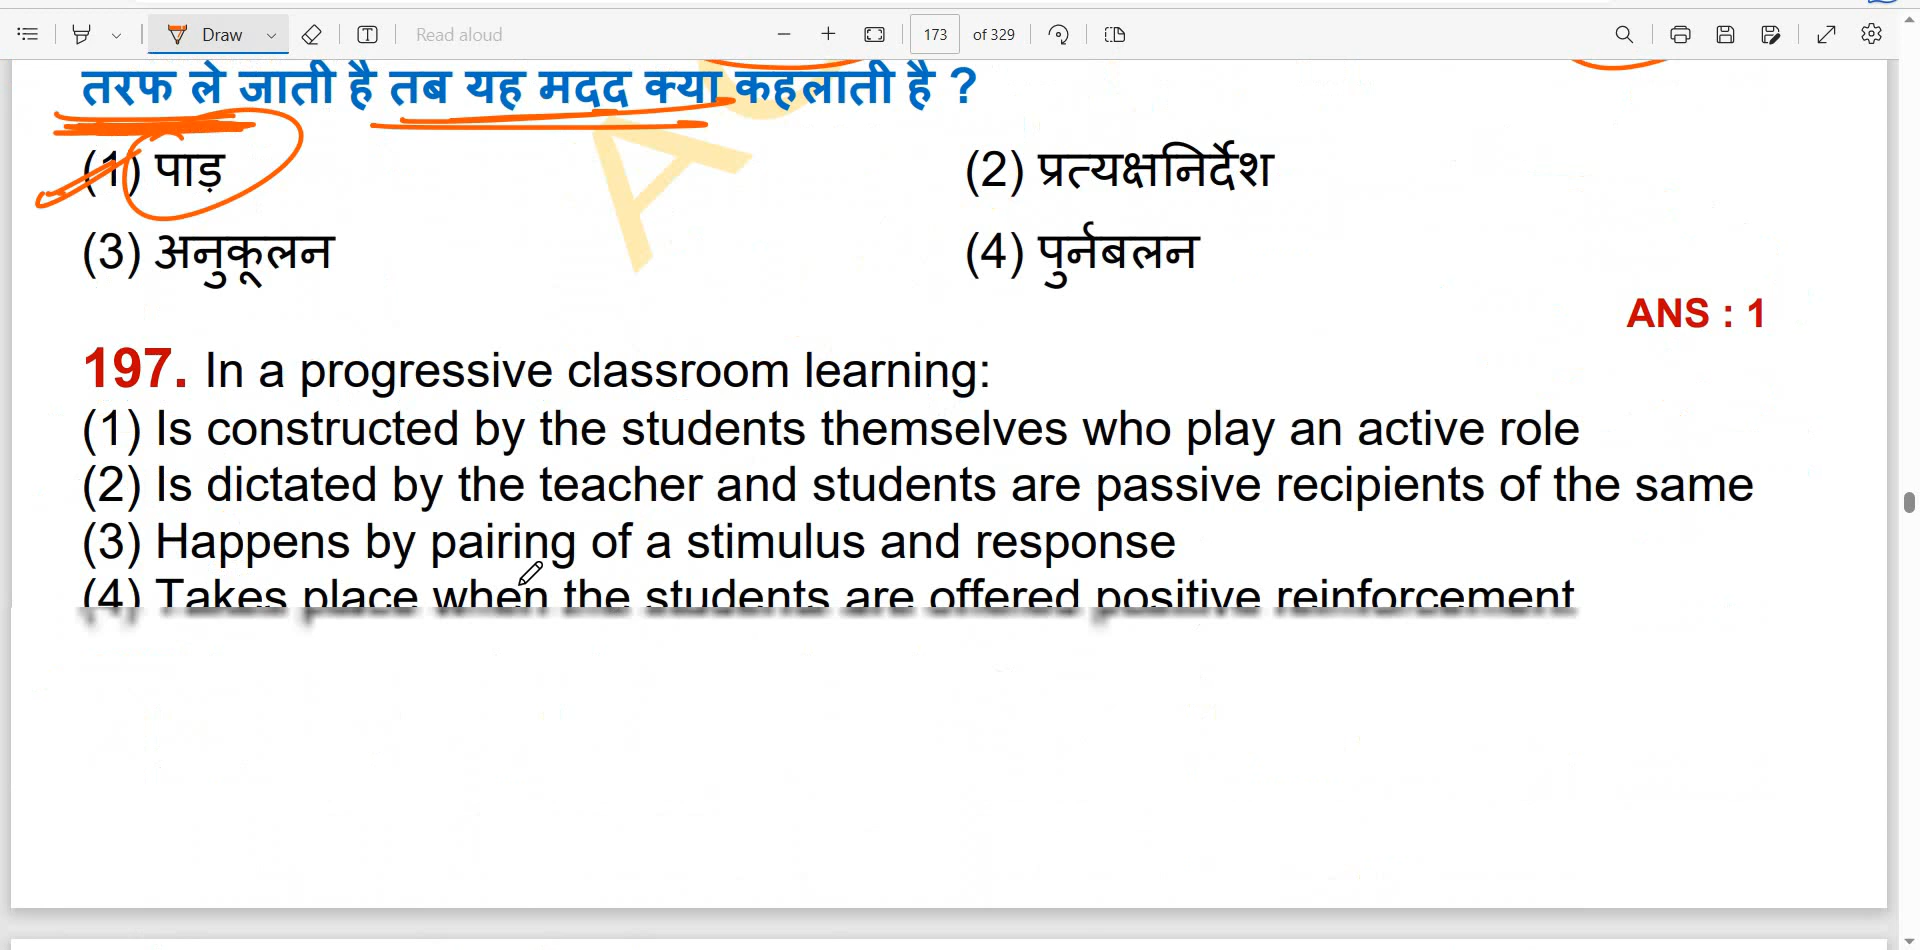 Draw
Read aloud
173 of 329
तरफ ले जाती है तब यह मदद क्या कहलाती है ?
(1) पाड़ (2) प्रत्यक्षनिर्देश
(3) अनुकूलन (4) पुर्नबलन
ANS : 1
197. In a progressive classroom learning:
(1) Is constructed by the students themselves who play an active role
(2) Is dictated by the teacher and students are passive recipients of the same
(3) Happens by pairing of a stimulus and response
(4) Takes place when the students are offered positive reinforcement